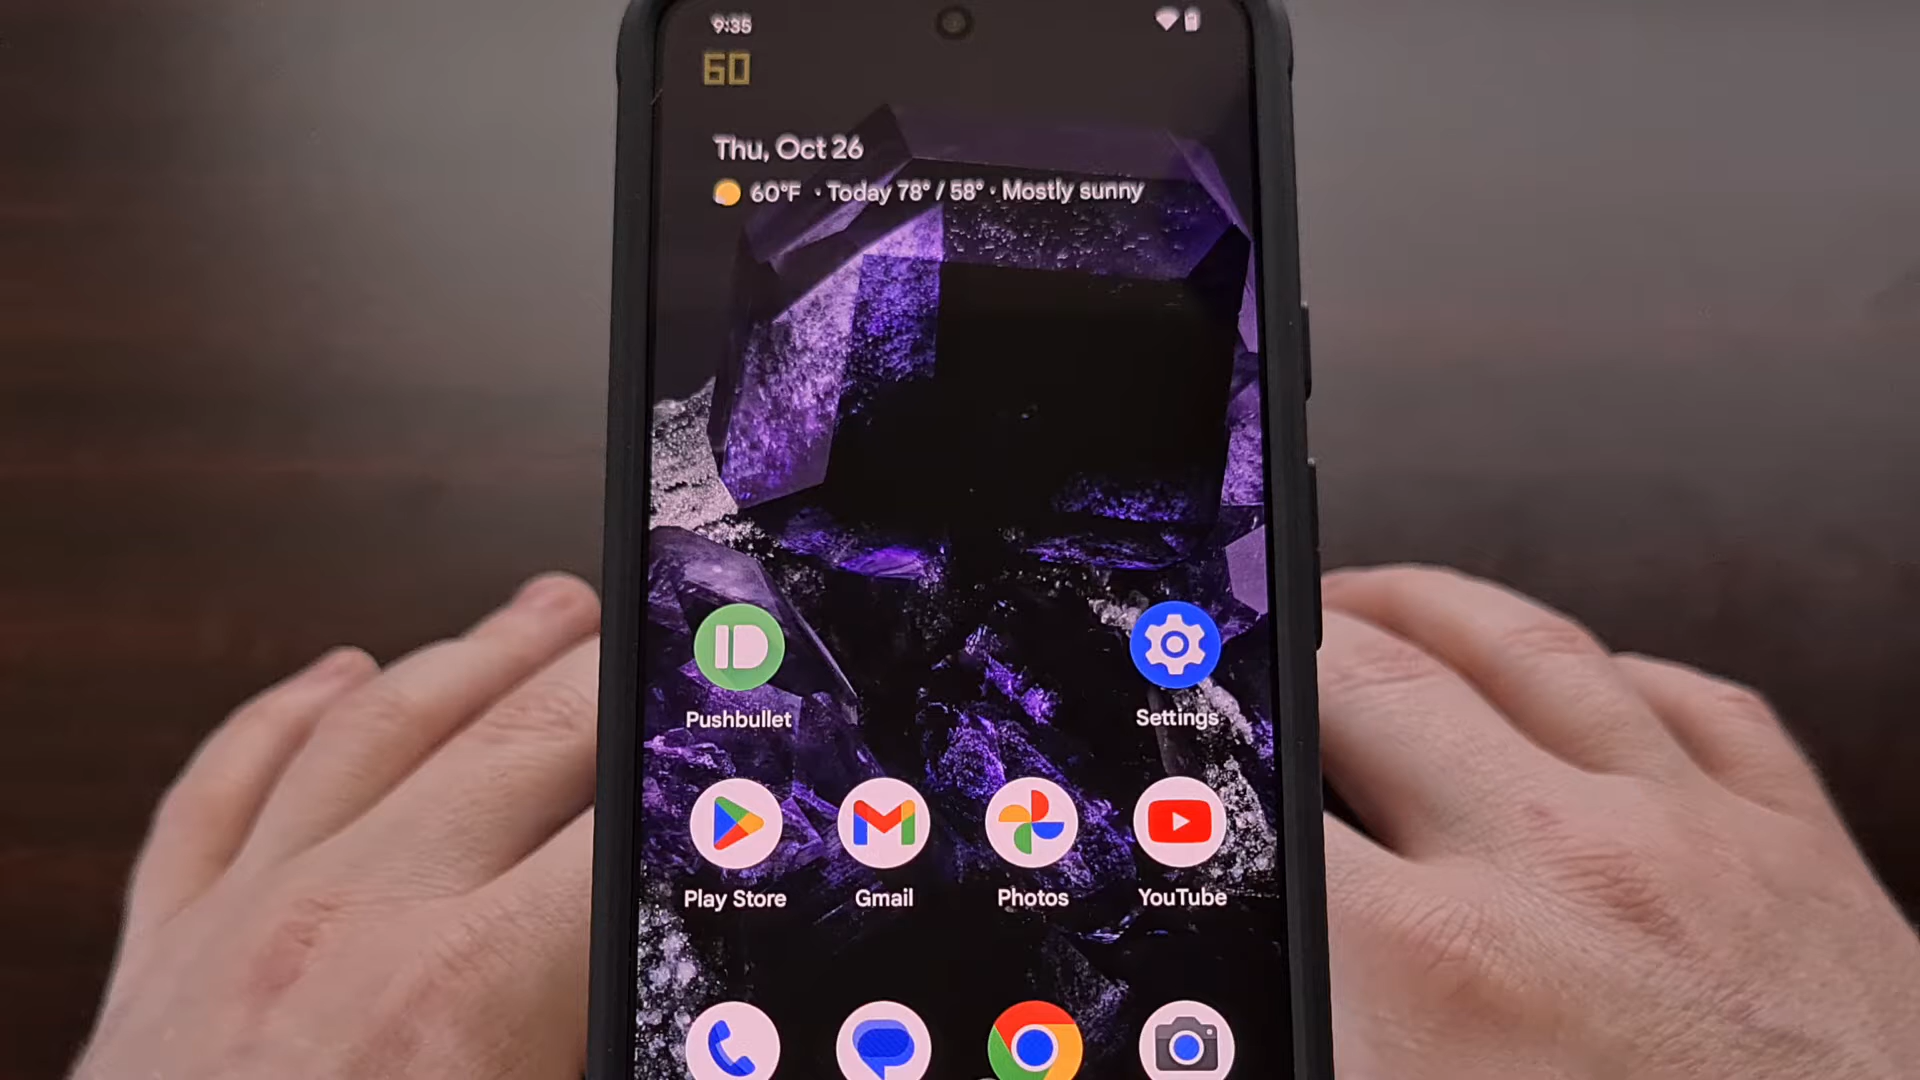 9:35
60
Thu, Oct 26
60°F · Today 78° / 58° · Mostly sunny
Pushbullet
Settings
Play Store
Gmail
Photos
YouTube